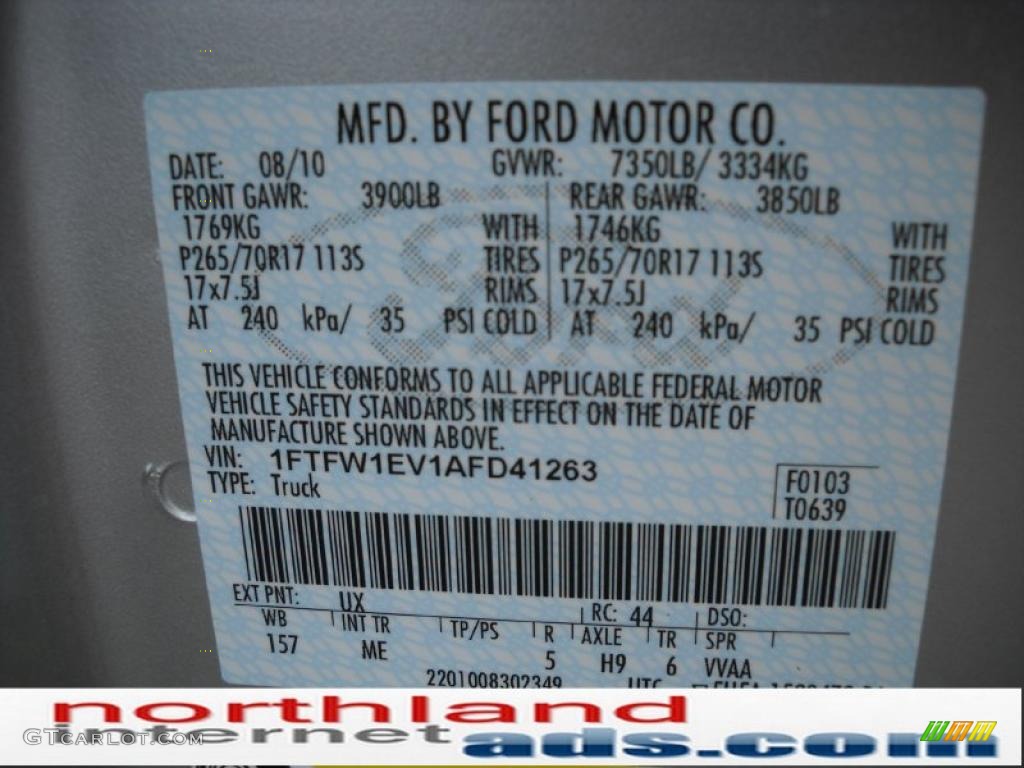 MFD. BY FORD MOTOR CO.
DATE: 08/10 GVWR: 7350LB/ 3334KG
FRONT GAWR: 3900LB REAR GAWR: 3850LB
1769KG WITH 1746KG WITH
P265/70R17 113S TIRES P265/70R17 113S TIRES
17x7.5J RIMS 17x7.5J RIMS
AT 240 kPa/ 35 PSI COLD AT 240 kPa/ 35 PSI COLD
Ford
THIS VEHICLE CONFORMS TO ALL APPLICABLE FEDERAL MOTOR
VEHICLE SAFETY STANDARDS IN EFFECT ON THE DATE OF
MANUFACTURE SHOWN ABOVE.
VIN: 1FTFW1EV1AFD41263
TYPE: Truck
F0103
T0639
EXT PNT: UX RC: 44 DSO:
WB INT TR TP/PS R AXLE TR SPR
157 ME 5 H9 6 VVAA
2201008302349 UTC
northland
internet
ads.com
GTCARLOT.COM